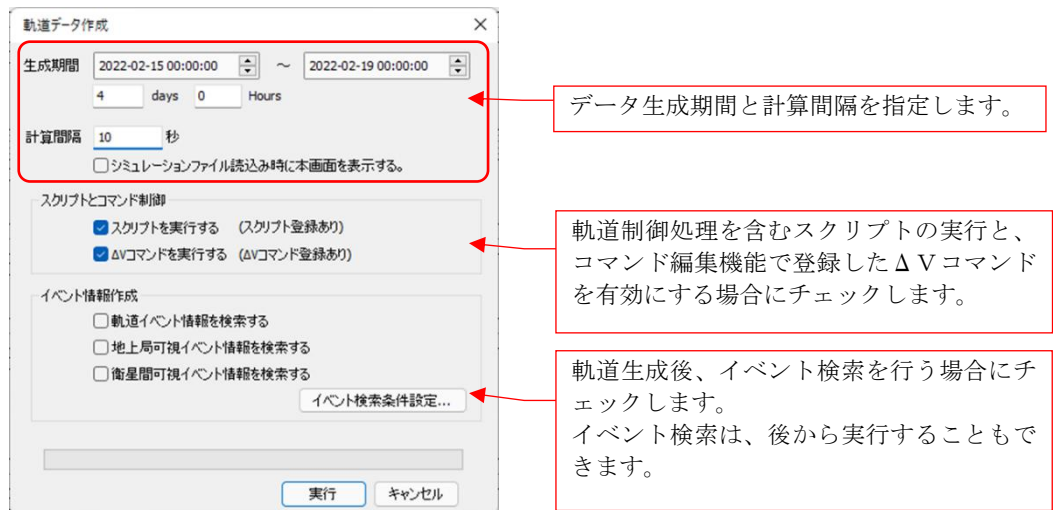 軌道データ作成
生成期間 2022-02-15 00:00:00 ～ 2022-02-19 00:00:00
4 days 0 Hours
計算間隔 10 秒
シミュレーションファイル読込み時に本画面を表示する。
スクリプトとコマンド制御
スクリプトを実行する (スクリプト登録あり)
ΔVコマンドを実行する (ΔVコマンド登録あり)
イベント情報作成
軌道イベント情報を検索する
地上局可視イベント情報を検索する
衛星間可視イベント情報を検索する
イベント検索条件設定...
実行 キャンセル
データ生成期間と計算間隔を指定します。
軌道制御処理を含むスクリプトの実行と、
コマンド編集機能で登録したΔＶコマンド
を有効にする場合にチェックします。
軌道生成後、イベント検索を行う場合にチ
ェックします。
イベント検索は、後から実行することもで
きます。